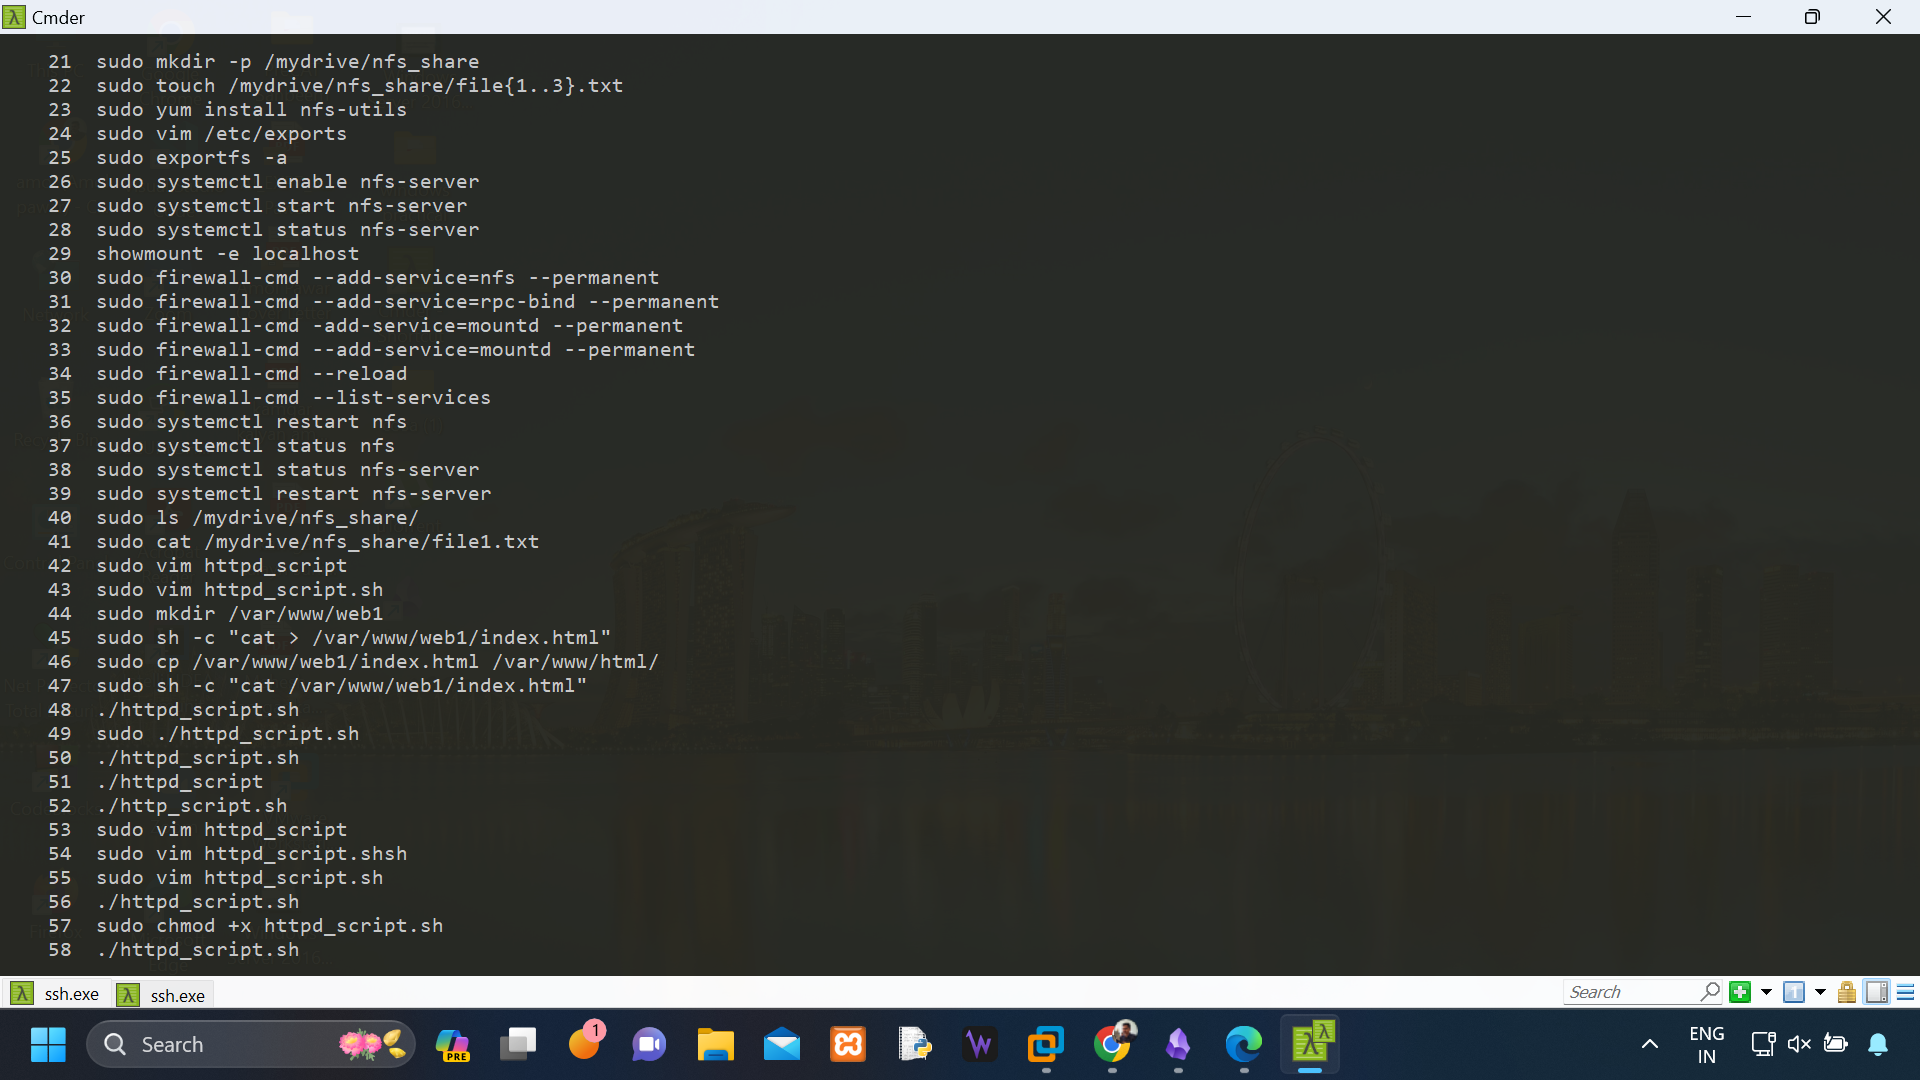 Cmder
21 sudo mkdir -p /mydrive/nfs_share
22 sudo touch /mydrive/nfs_share/file{1..3}.txt
23 sudo yum install nfs-utils
24 sudo vim /etc/exports
25 sudo exportfs -a
26 sudo systemctl enable nfs-server
27 sudo systemctl start nfs-server
28 sudo systemctl status nfs-server
29 showmount -e localhost
30 sudo firewall-cmd --add-service=nfs --permanent
31 sudo firewall-cmd --add-service=rpc-bind --permanent
32 sudo firewall-cmd -add-service=mountd --permanent
33 sudo firewall-cmd --add-service=mountd --permanent
34 sudo firewall-cmd --reload
35 sudo firewall-cmd --list-services
36 sudo systemctl restart nfs
37 sudo systemctl status nfs
38 sudo systemctl status nfs-server
39 sudo systemctl restart nfs-server
40 sudo ls /mydrive/nfs_share/
41 sudo cat /mydrive/nfs_share/file1.txt
42 sudo vim httpd_script
43 sudo vim httpd_script.sh
44 sudo mkdir /var/www/web1
45 sudo sh -c "cat > /var/www/web1/index.html"
46 sudo cp /var/www/web1/index.html /var/www/html/
47 sudo sh -c "cat /var/www/web1/index.html"
48 ./httpd_script.sh
49 sudo ./httpd_script.sh
50 ./httpd_script.sh
51 ./httpd_script
52 ./http_script.sh
53 sudo vim httpd_script
54 sudo vim httpd_script.shsh
55 sudo vim httpd_script.sh
56 ./httpd_script.sh
57 sudo chmod +x httpd_script.sh
58 ./httpd_script.sh
ssh.exe ssh.exe Search 1
Search PRE 1 ENG
IN